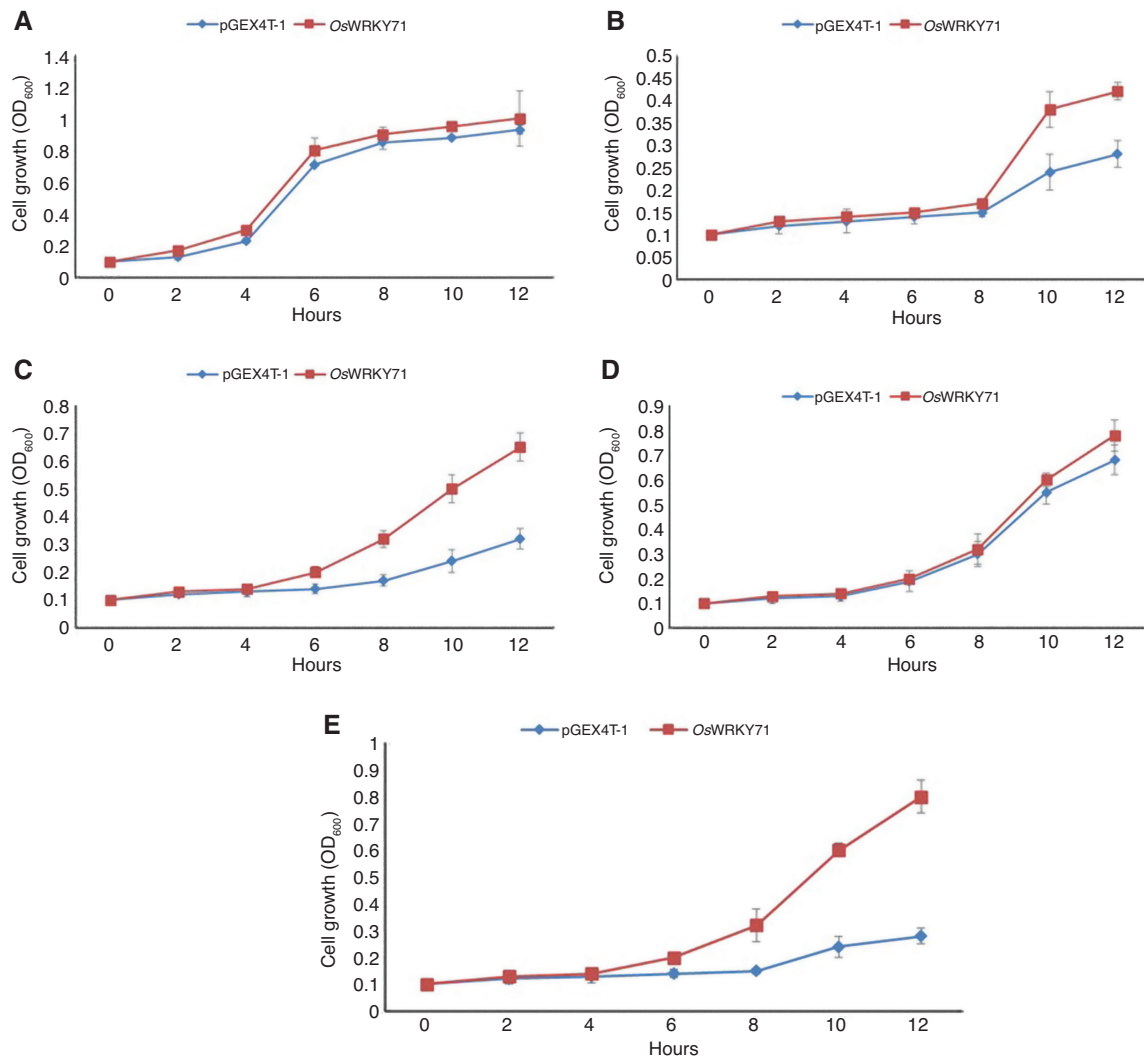 A
pGEX4T-1 OsWRKY71
Cell growth (OD600)
1.4
1.2
1
0.8
0.6
0.4
0.2
0
0 2 4 6 8 10 12
Hours
B
pGEX4T-1 OsWRKY71
Cell growth (OD600)
0.5
0.45
0.4
0.35
0.3
0.25
0.2
0.15
0.1
0.05
0
0 2 4 6 8 10 12
Hours
C
pGEX4T-1 OsWRKY71
Cell growth (OD600)
0.8
0.7
0.6
0.5
0.4
0.3
0.2
0.1
0
0 2 4 6 8 10 12
Hours
D
pGEX4T-1 OsWRKY71
Cell growth (OD600)
0.9
0.8
0.7
0.6
0.5
0.4
0.3
0.2
0.1
0
0 2 4 6 8 10 12
Hours
E
pGEX4T-1 OsWRKY71
Cell growth (OD600)
1
0.9
0.8
0.7
0.6
0.5
0.4
0.3
0.2
0.1
0
0 2 4 6 8 10 12
Hours